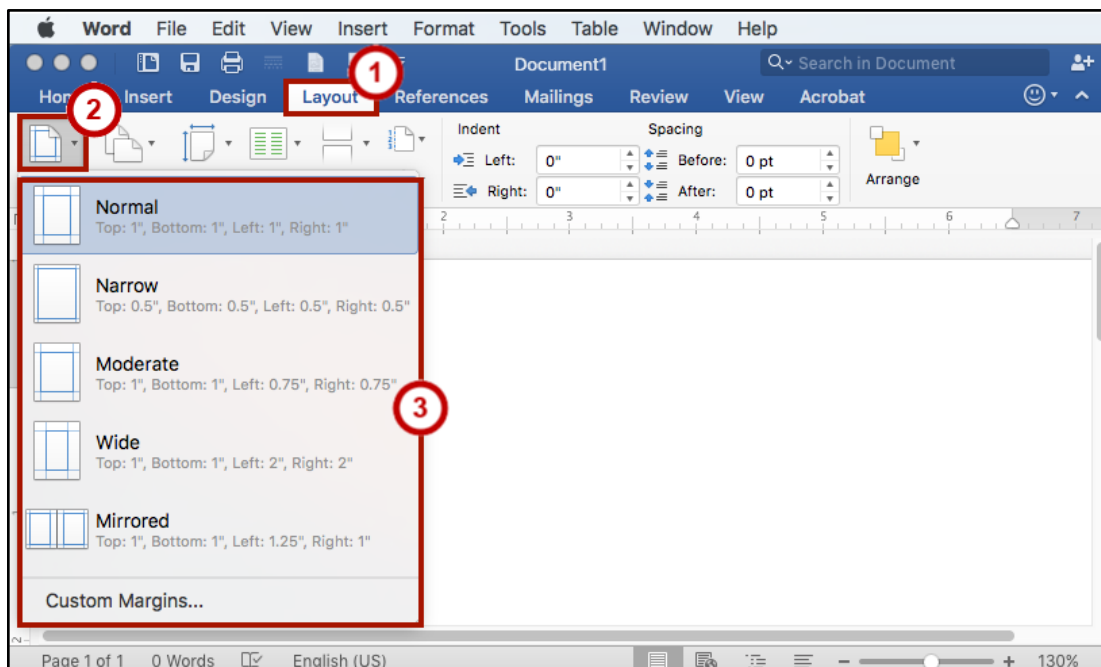 Word File Edit View Insert Format Tools Table Window Help
Document1 Search in Document
1
Insert Design Layout References Mailings Review View Acrobat
2
Indent Spacing
Left: 0" Before: 0 pt
Right: 0" After: 0 pt
Arrange
2 3 4 5 6 7
Normal
Top: 1", Bottom: 1", Left: 1", Right: 1"
Narrow
Top: 0.5", Bottom: 0.5", Left: 0.5", Right: 0.5"
Moderate
Top: 1", Bottom: 1", Left: 0.75", Right: 0.75"
3
Wide
Top: 1", Bottom: 1", Left: 2", Right: 2"
Mirrored
Top: 1", Bottom: 1", Left: 1.25", Right: 1"
Custom Margins...
Page 1 of 1 0 Words English (US) 130%